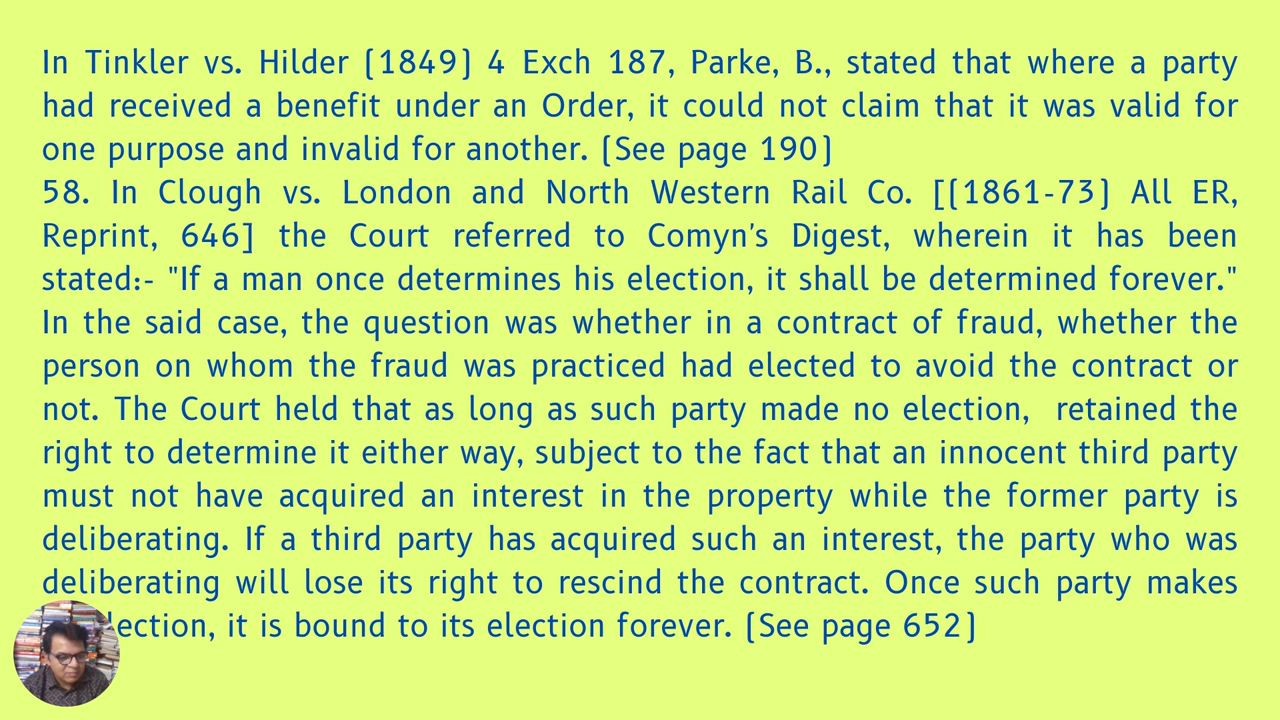 In Tinkler vs. Hilder (1849) 4 Exch 187, Parke, B., stated that where a party
had received a benefit under an Order, it could not claim that it was valid for
one purpose and invalid for another. (See page 190)
58. In Clough vs. London and North Western Rail Co. [(1861-73) All ER,
Reprint, 646] the Court referred to Comyn's Digest, wherein it has been
stated:- "If a man once determines his election, it shall be determined forever."
In the said case, the question was whether in a contract of fraud, whether the
person on whom the fraud was practiced had elected to avoid the contract or
not. The Court held that as long as such party made no election, retained the
right to determine it either way, subject to the fact that an innocent third party
must not have acquired an interest in the property while the former party is
deliberating. If a third party has acquired such an interest, the party who was
deliberating will lose its right to rescind the contract. Once such party makes
lection, it is bound to its election forever. (See page 652)